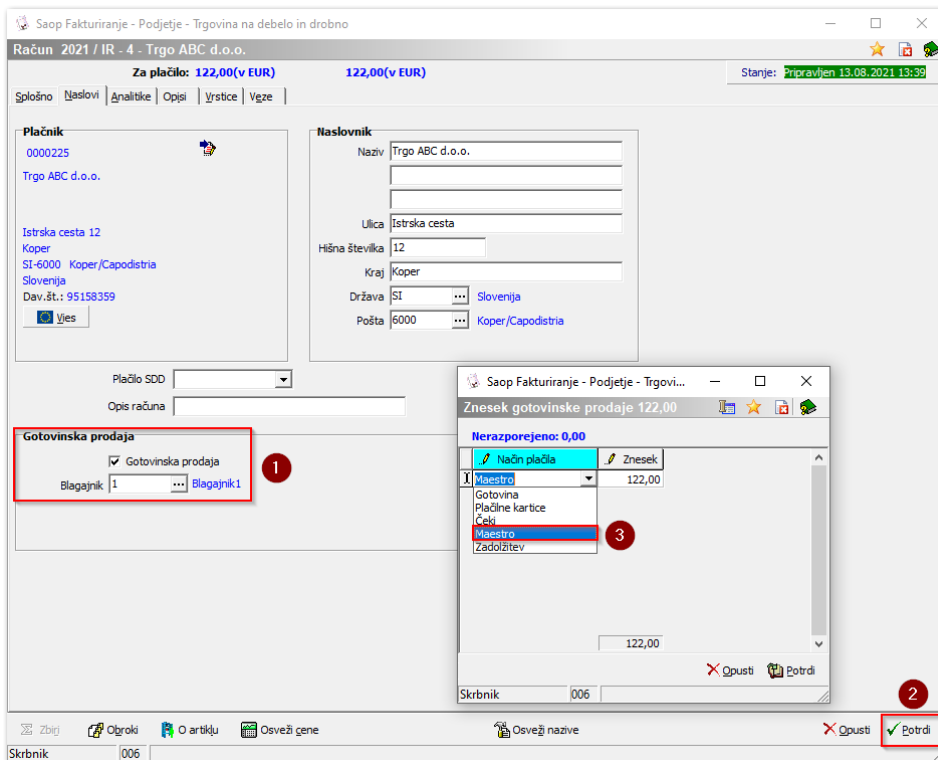 Saop Fakturiranje - Podjetje - Trgovina na debelo in drobno
Račun 2021 / IR - 4 - Trgo ABC d.o.o.
Za plačilo: 122,00(v EUR) 122,00(v EUR) Stanje: Pripravljen 13.08.2021 13:39
Splošno Naslovi Analitike Opisi Vrstice Veze
Plačnik
0000225
Trgo ABC d.o.o.
Istrska cesta 12
Koper
SI-6000 Koper/Capodistria
Slovenija
Dav.št.: 95158359
Vies
Naslovnik
Naziv Trgo ABC d.o.o.
Ulica Istrska cesta
Hišna številka 12
Kraj Koper
Država SI ... Slovenija
Pošta 6000 ... Koper/Capodistria
Plačilo SDD
Opis računa
Gotovinska prodaja
Gotovinska prodaja
Blagajnik 1 ... Blagajnik1
1
Saop Fakturiranje - Podjetje - Trgovi...
Znesek gotovinske prodaje 122,00
Nerazporejeno: 0,00
Način plačila Znesek
Maestro 122,00
Gotovina
Plačilne kartice
Čeki
Maestro
Zadolžitev
3
122,00
Opusti Potrdi
Skrbnik 006
2
Zbirj Obroki O artiklu Osveži cene Osveži nazive Opusti Potrdi
Skrbnik 006